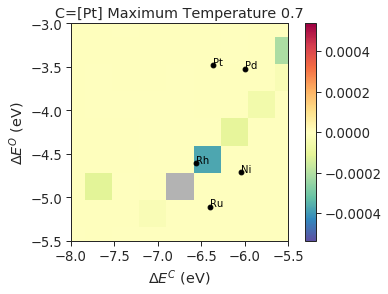 C=[Pt] Maximum Temperature 0.7
−3.0
−3.5
−4.0
−4.5
−5.0
−5.5
ΔE^O (eV)
Pt
Pd
Rh
Ni
Ru
−8.0 −7.5 −7.0 −6.5 −6.0 −5.5
ΔE^C (eV)
0.0004
0.0002
0.0000
−0.0002
−0.0004